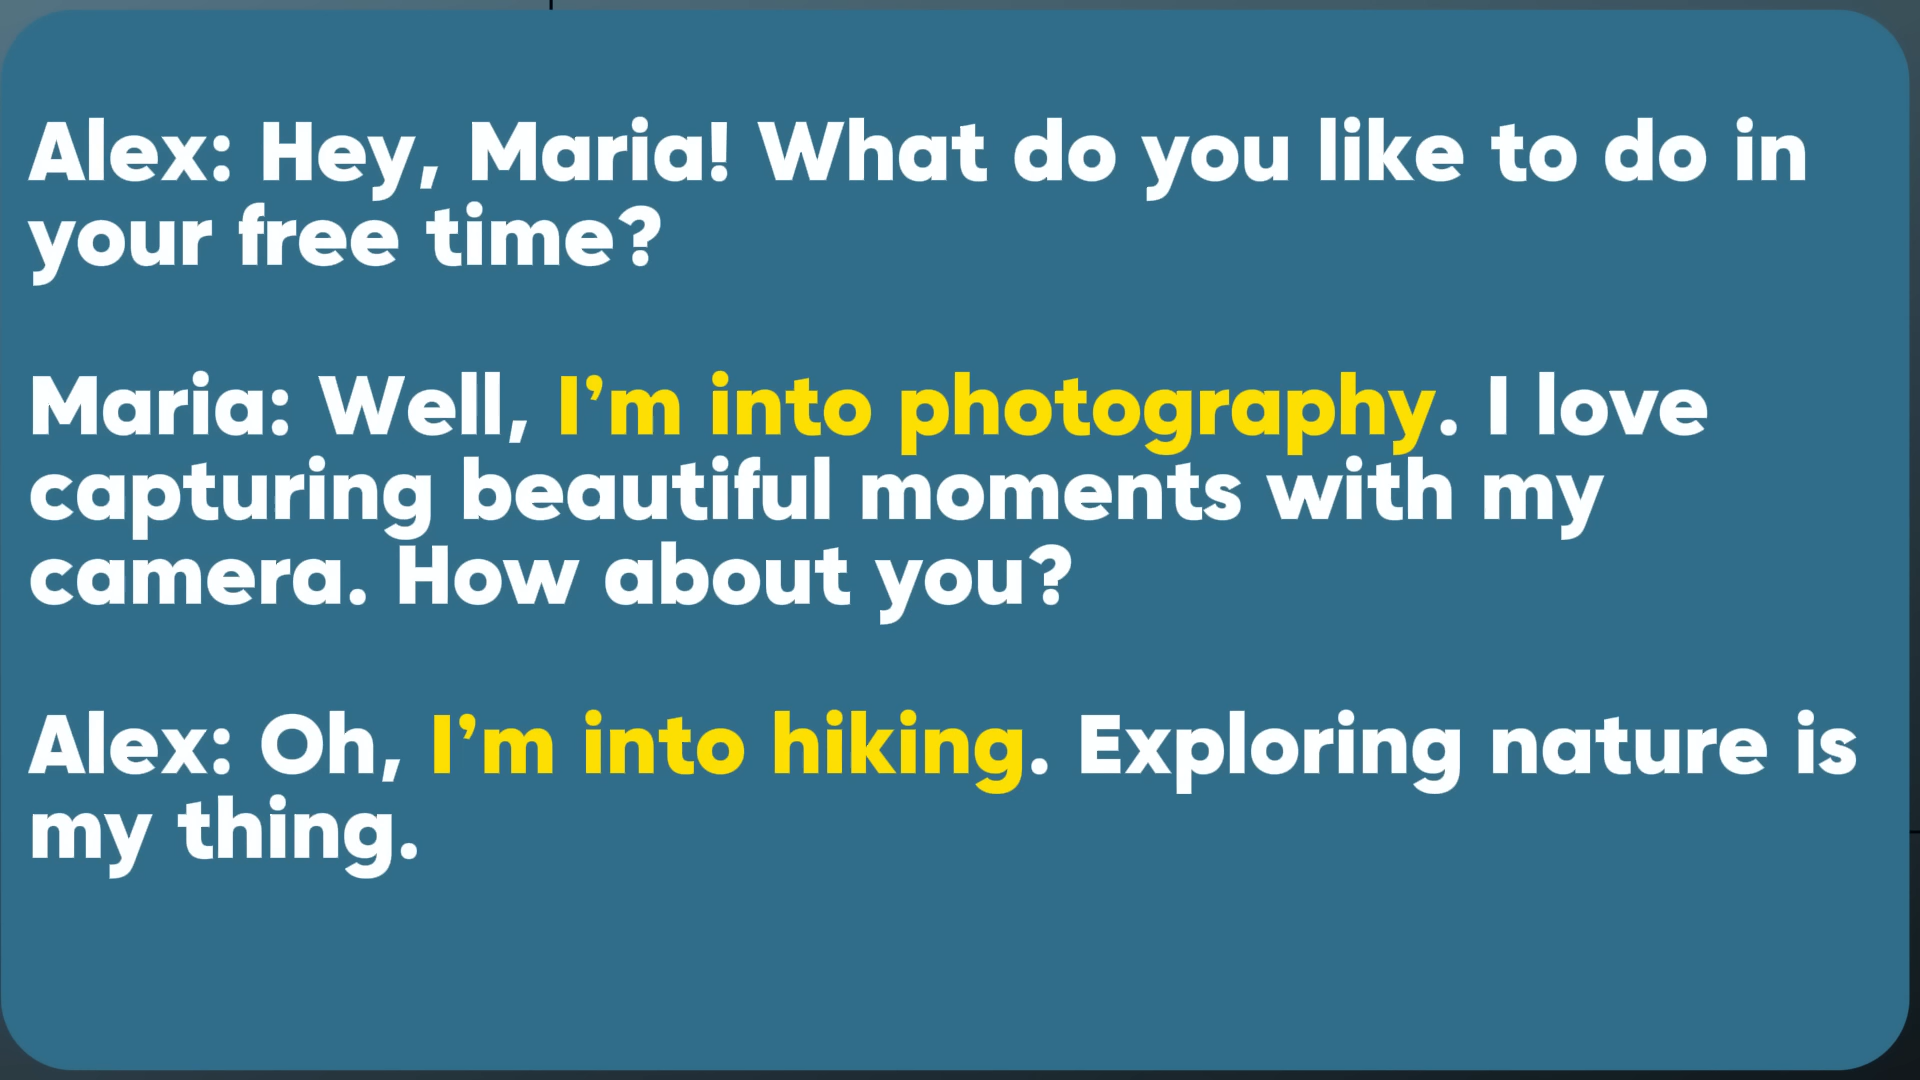 Alex: Hey, Maria! What do you like to do in
your free time?
Maria: Well, I’m into photography. I love
capturing beautiful moments with my
camera. How about you?
Alex: Oh, I’m into hiking. Exploring nature is
my thing.